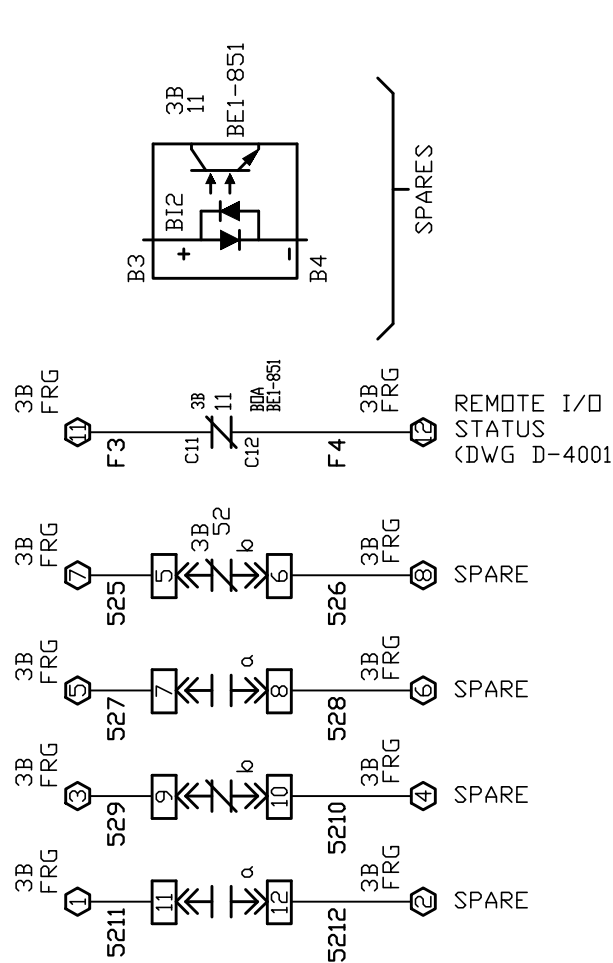 3B
11
BE1-851
BI2
B3
+
−
B4
SPARES
3B
FRG
11
F3
C11
3B
11
C12
BOA
BE1-851
F4
3B
FRG
12
REMOTE I/O
STATUS
(DWG D-4001
3B
FRG
7
525
5
3B
52
b
6
526
3B
FRG
8
SPARE
3B
FRG
5
527
7
a
8
528
3B
FRG
6
SPARE
3B
FRG
3
529
9
b
10
5210
3B
FRG
4
SPARE
3B
FRG
1
5211
11
a
12
5212
3B
FRG
2
SPARE